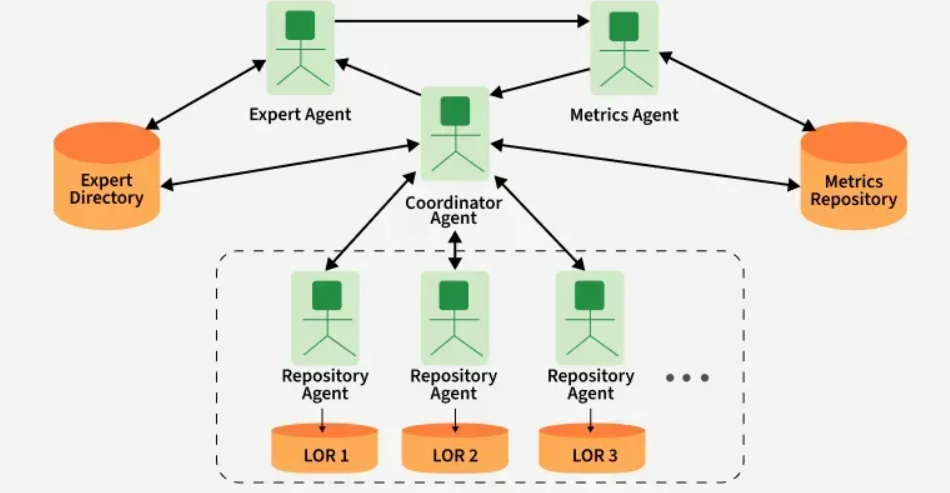 Expert Agent
Metrics Agent
Expert
Directory
Metrics
Repository
Coordinator
Agent
Repository
Agent
Repository
Agent
Repository
Agent
LOR 1
LOR 2
LOR 3